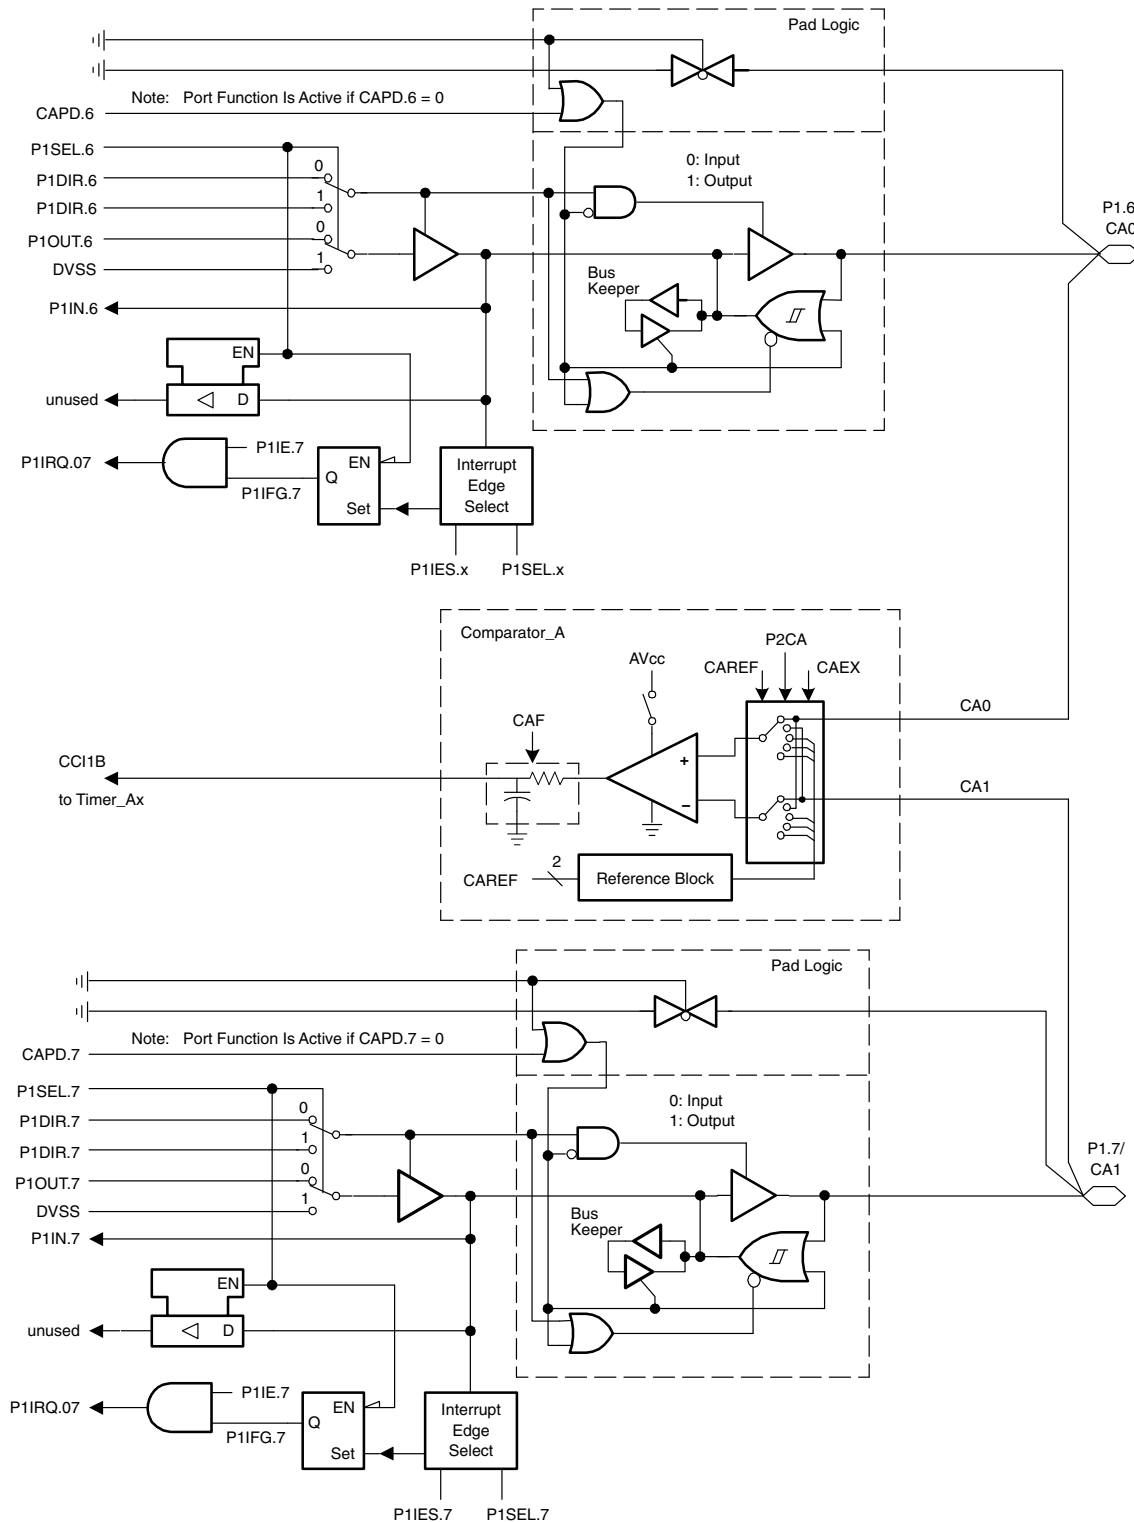 Pad Logic
Note: Port Function Is Active if CAPD.6 = 0
CAPD.6
P1SEL.6
0
P1DIR.6
1
P1DIR.6
0
P1OUT.6
1
DVSS
P1IN.6
0: Input
1: Output
Bus
Keeper
P1.6
CA0
EN
D
unused
P1IRQ.07
P1IE.7
P1IFG.7
EN
Q
Set
Interrupt
Edge
Select
P1IES.x
P1SEL.x
Comparator_A
P2CA
AVcc
CAREF
CAEX
CAF
CA0
+
CCI1B
to Timer_Ax
−
CA1
CAREF
2
Reference Block
Pad Logic
Note: Port Function Is Active if CAPD.7 = 0
CAPD.7
P1SEL.7
0
P1DIR.7
1
P1DIR.7
0
P1OUT.7
1
DVSS
P1IN.7
0: Input
1: Output
Bus
Keeper
P1.7/
CA1
EN
D
unused
P1IRQ.07
P1IE.7
P1IFG.7
EN
Q
Set
Interrupt
Edge
Select
P1IES.7
P1SEL.7